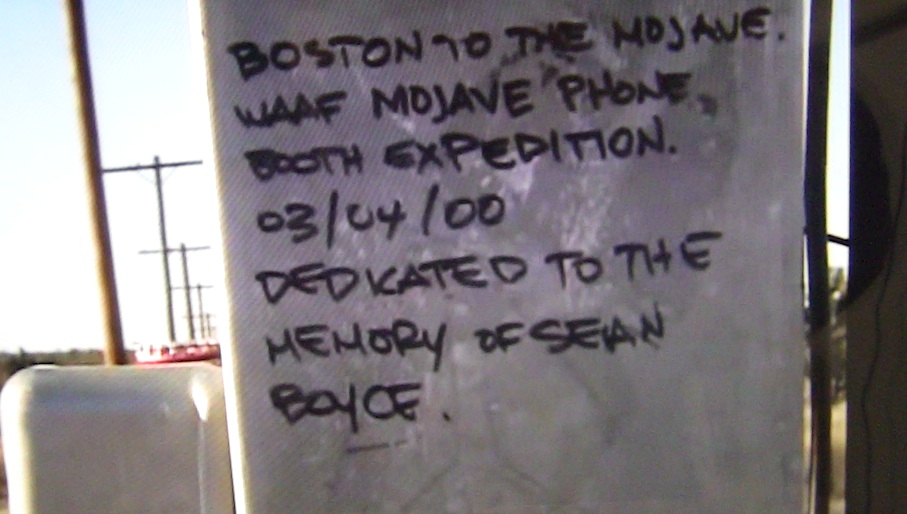 BOSTON TO THE MOJAVE.
WAAF MOJAVE PHONE
BOOTH EXPEDITION.
03/04/00
DEDICATED TO THE
MEMORY OF SEAN
BOYCE.